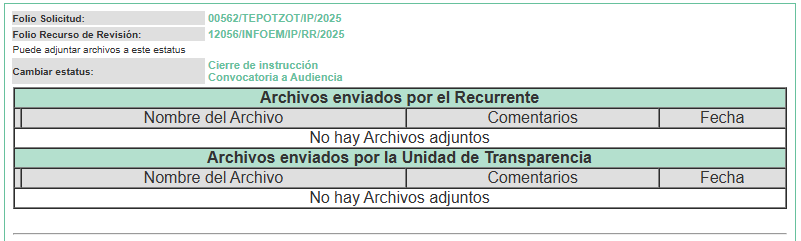 Folio Solicitud: 00562/TEPOTZOT/IP/2025
Folio Recurso de Revisión: 12056/INFOEM/IP/RR/2025
Puede adjuntar archivos a este estatus
Cambiar estatus: Cierre de instrucción
Convocatoria a Audiencia
Archivos enviados por el Recurrente
Nombre del Archivo Comentarios Fecha
No hay Archivos adjuntos
Archivos enviados por la Unidad de Transparencia
Nombre del Archivo Comentarios Fecha
No hay Archivos adjuntos